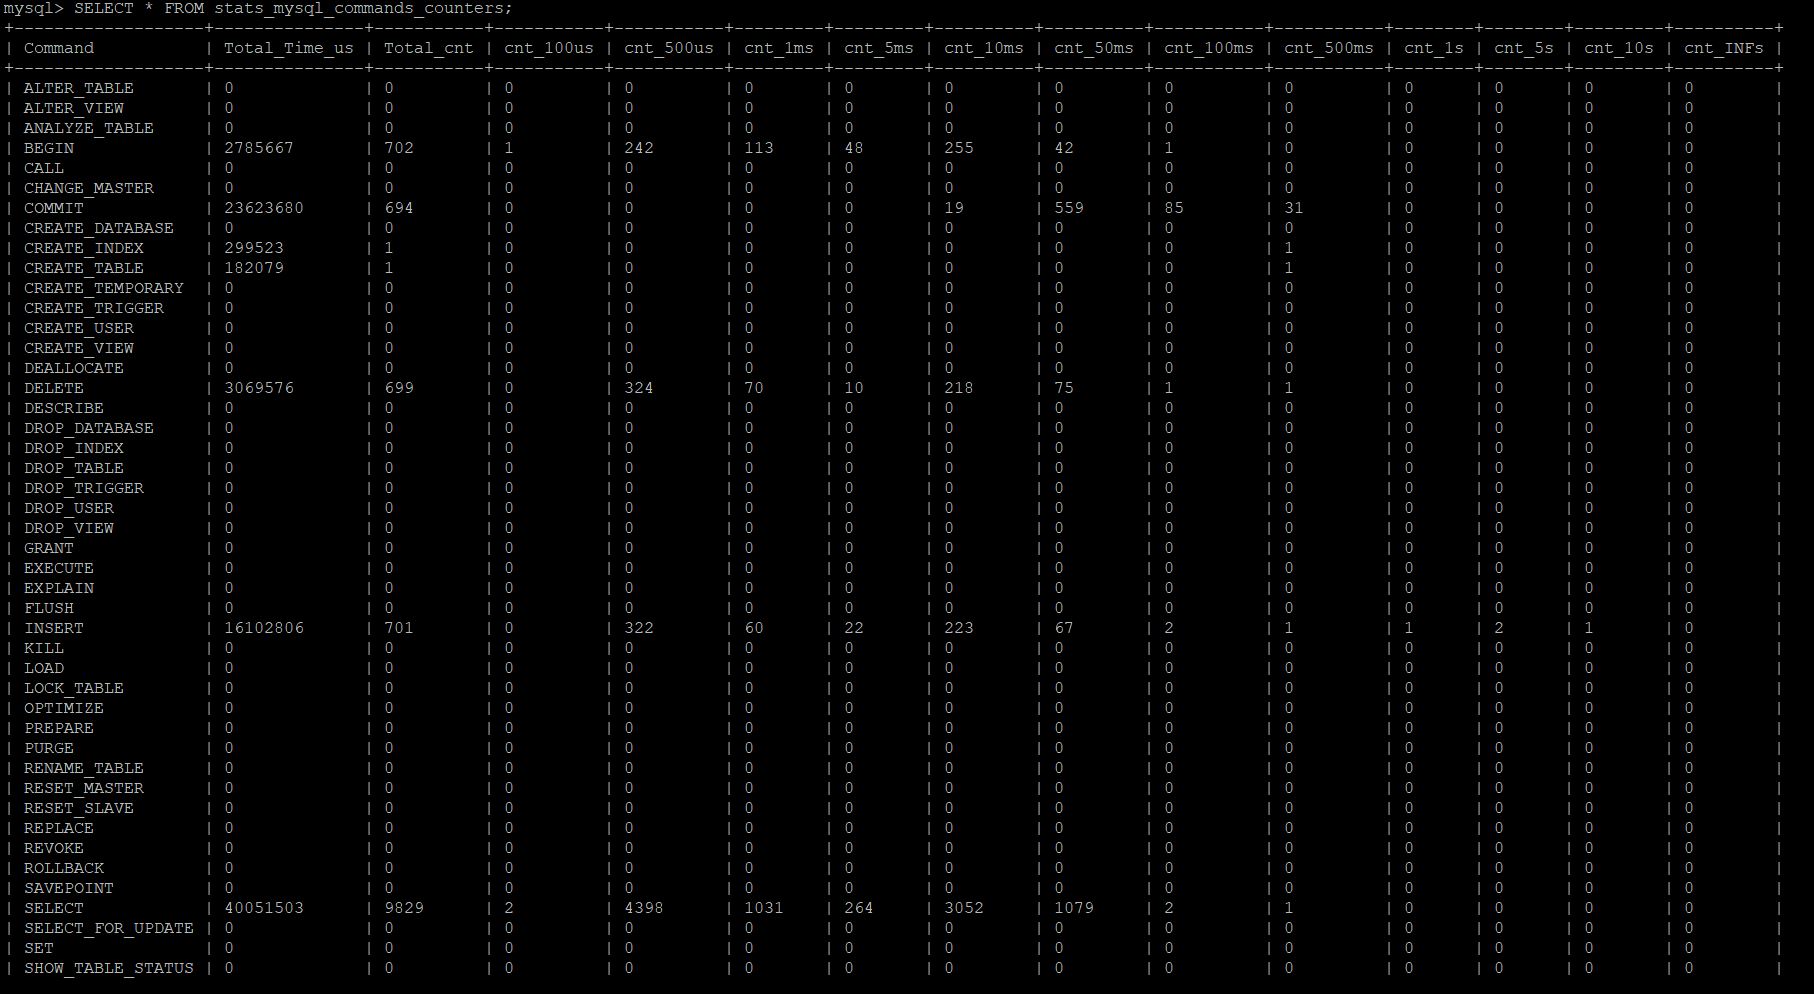 mysql> SELECT * FROM stats_mysql_commands_counters;
+-------------------+---------------+-----------+-----------+-----------+---------+---------+----------+----------+-----------+-----------+--------+--------+---------+----------+
| Command | Total_Time_us | Total_cnt | cnt_100us | cnt_500us | cnt_1ms | cnt_5ms | cnt_10ms | cnt_50ms | cnt_100ms | cnt_500ms | cnt_1s | cnt_5s | cnt_10s | cnt_INFs |
+-------------------+---------------+-----------+-----------+-----------+---------+---------+----------+----------+-----------+-----------+--------+--------+---------+----------+
| ALTER_TABLE | 0 | 0 | 0 | 0 | 0 | 0 | 0 | 0 | 0 | 0 | 0 | 0 | 0 | 0 |
| ALTER_VIEW | 0 | 0 | 0 | 0 | 0 | 0 | 0 | 0 | 0 | 0 | 0 | 0 | 0 | 0 |
| ANALYZE_TABLE | 0 | 0 | 0 | 0 | 0 | 0 | 0 | 0 | 0 | 0 | 0 | 0 | 0 | 0 |
| BEGIN | 2785667 | 702 | 1 | 242 | 113 | 48 | 255 | 42 | 1 | 0 | 0 | 0 | 0 | 0 |
| CALL | 0 | 0 | 0 | 0 | 0 | 0 | 0 | 0 | 0 | 0 | 0 | 0 | 0 | 0 |
| CHANGE_MASTER | 0 | 0 | 0 | 0 | 0 | 0 | 0 | 0 | 0 | 0 | 0 | 0 | 0 | 0 |
| COMMIT | 23623680 | 694 | 0 | 0 | 0 | 0 | 19 | 559 | 85 | 31 | 0 | 0 | 0 | 0 |
| CREATE_DATABASE | 0 | 0 | 0 | 0 | 0 | 0 | 0 | 0 | 0 | 0 | 0 | 0 | 0 | 0 |
| CREATE_INDEX | 299523 | 1 | 0 | 0 | 0 | 0 | 0 | 0 | 0 | 1 | 0 | 0 | 0 | 0 |
| CREATE_TABLE | 182079 | 1 | 0 | 0 | 0 | 0 | 0 | 0 | 0 | 1 | 0 | 0 | 0 | 0 |
| CREATE_TEMPORARY | 0 | 0 | 0 | 0 | 0 | 0 | 0 | 0 | 0 | 0 | 0 | 0 | 0 | 0 |
| CREATE_TRIGGER | 0 | 0 | 0 | 0 | 0 | 0 | 0 | 0 | 0 | 0 | 0 | 0 | 0 | 0 |
| CREATE_USER | 0 | 0 | 0 | 0 | 0 | 0 | 0 | 0 | 0 | 0 | 0 | 0 | 0 | 0 |
| CREATE_VIEW | 0 | 0 | 0 | 0 | 0 | 0 | 0 | 0 | 0 | 0 | 0 | 0 | 0 | 0 |
| DEALLOCATE | 0 | 0 | 0 | 0 | 0 | 0 | 0 | 0 | 0 | 0 | 0 | 0 | 0 | 0 |
| DELETE | 3069576 | 699 | 0 | 324 | 70 | 10 | 218 | 75 | 1 | 1 | 0 | 0 | 0 | 0 |
| DESCRIBE | 0 | 0 | 0 | 0 | 0 | 0 | 0 | 0 | 0 | 0 | 0 | 0 | 0 | 0 |
| DROP_DATABASE | 0 | 0 | 0 | 0 | 0 | 0 | 0 | 0 | 0 | 0 | 0 | 0 | 0 | 0 |
| DROP_INDEX | 0 | 0 | 0 | 0 | 0 | 0 | 0 | 0 | 0 | 0 | 0 | 0 | 0 | 0 |
| DROP_TABLE | 0 | 0 | 0 | 0 | 0 | 0 | 0 | 0 | 0 | 0 | 0 | 0 | 0 | 0 |
| DROP_TRIGGER | 0 | 0 | 0 | 0 | 0 | 0 | 0 | 0 | 0 | 0 | 0 | 0 | 0 | 0 |
| DROP_USER | 0 | 0 | 0 | 0 | 0 | 0 | 0 | 0 | 0 | 0 | 0 | 0 | 0 | 0 |
| DROP_VIEW | 0 | 0 | 0 | 0 | 0 | 0 | 0 | 0 | 0 | 0 | 0 | 0 | 0 | 0 |
| GRANT | 0 | 0 | 0 | 0 | 0 | 0 | 0 | 0 | 0 | 0 | 0 | 0 | 0 | 0 |
| EXECUTE | 0 | 0 | 0 | 0 | 0 | 0 | 0 | 0 | 0 | 0 | 0 | 0 | 0 | 0 |
| EXPLAIN | 0 | 0 | 0 | 0 | 0 | 0 | 0 | 0 | 0 | 0 | 0 | 0 | 0 | 0 |
| FLUSH | 0 | 0 | 0 | 0 | 0 | 0 | 0 | 0 | 0 | 0 | 0 | 0 | 0 | 0 |
| INSERT | 16102806 | 701 | 0 | 322 | 60 | 22 | 223 | 67 | 2 | 1 | 1 | 2 | 1 | 0 |
| KILL | 0 | 0 | 0 | 0 | 0 | 0 | 0 | 0 | 0 | 0 | 0 | 0 | 0 | 0 |
| LOAD | 0 | 0 | 0 | 0 | 0 | 0 | 0 | 0 | 0 | 0 | 0 | 0 | 0 | 0 |
| LOCK_TABLE | 0 | 0 | 0 | 0 | 0 | 0 | 0 | 0 | 0 | 0 | 0 | 0 | 0 | 0 |
| OPTIMIZE | 0 | 0 | 0 | 0 | 0 | 0 | 0 | 0 | 0 | 0 | 0 | 0 | 0 | 0 |
| PREPARE | 0 | 0 | 0 | 0 | 0 | 0 | 0 | 0 | 0 | 0 | 0 | 0 | 0 | 0 |
| PURGE | 0 | 0 | 0 | 0 | 0 | 0 | 0 | 0 | 0 | 0 | 0 | 0 | 0 | 0 |
| RENAME_TABLE | 0 | 0 | 0 | 0 | 0 | 0 | 0 | 0 | 0 | 0 | 0 | 0 | 0 | 0 |
| RESET_MASTER | 0 | 0 | 0 | 0 | 0 | 0 | 0 | 0 | 0 | 0 | 0 | 0 | 0 | 0 |
| RESET_SLAVE | 0 | 0 | 0 | 0 | 0 | 0 | 0 | 0 | 0 | 0 | 0 | 0 | 0 | 0 |
| REPLACE | 0 | 0 | 0 | 0 | 0 | 0 | 0 | 0 | 0 | 0 | 0 | 0 | 0 | 0 |
| REVOKE | 0 | 0 | 0 | 0 | 0 | 0 | 0 | 0 | 0 | 0 | 0 | 0 | 0 | 0 |
| ROLLBACK | 0 | 0 | 0 | 0 | 0 | 0 | 0 | 0 | 0 | 0 | 0 | 0 | 0 | 0 |
| SAVEPOINT | 0 | 0 | 0 | 0 | 0 | 0 | 0 | 0 | 0 | 0 | 0 | 0 | 0 | 0 |
| SELECT | 40051503 | 9829 | 2 | 4398 | 1031 | 264 | 3052 | 1079 | 2 | 1 | 0 | 0 | 0 | 0 |
| SELECT_FOR_UPDATE | 0 | 0 | 0 | 0 | 0 | 0 | 0 | 0 | 0 | 0 | 0 | 0 | 0 | 0 |
| SET | 0 | 0 | 0 | 0 | 0 | 0 | 0 | 0 | 0 | 0 | 0 | 0 | 0 | 0 |
| SHOW_TABLE_STATUS | 0 | 0 | 0 | 0 | 0 | 0 | 0 | 0 | 0 | 0 | 0 | 0 | 0 | 0 |